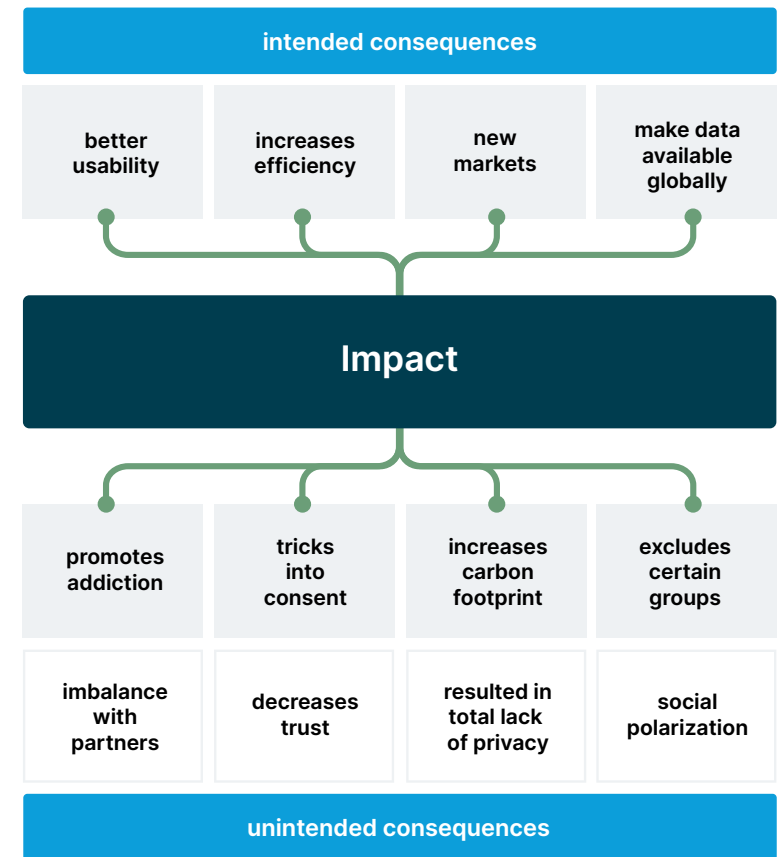 intended consequences
better
usability
increases
efficiency
new
markets
make data
available
globally
Impact
promotes
addiction
tricks
into
consent
increases
carbon
footprint
excludes
certain
groups
imbalance
with
partners
decreases
trust
resulted in
total lack
of privacy
social
polarization
unintended consequences